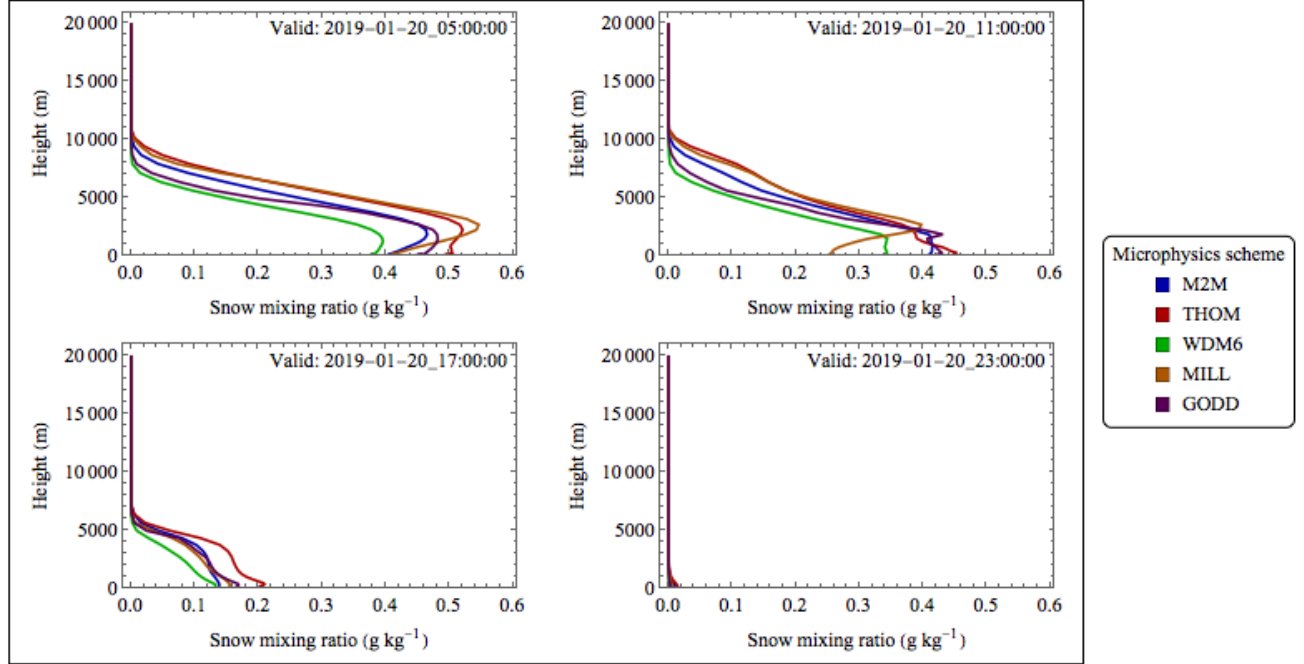 Valid: 2019-01-20_05:00:00
20 000
15 000
10 000
5000
0
Height (m)
0.0 0.1 0.2 0.3 0.4 0.5 0.6
Snow mixing ratio (g kg⁻¹)
Valid: 2019-01-20_11:00:00
20 000
15 000
10 000
5000
0
Height (m)
0.0 0.1 0.2 0.3 0.4 0.5 0.6
Snow mixing ratio (g kg⁻¹)
Valid: 2019-01-20_17:00:00
20 000
15 000
10 000
5000
0
Height (m)
0.0 0.1 0.2 0.3 0.4 0.5 0.6
Snow mixing ratio (g kg⁻¹)
Valid: 2019-01-20_23:00:00
20 000
15 000
10 000
5000
0
Height (m)
0.0 0.1 0.2 0.3 0.4 0.5 0.6
Snow mixing ratio (g kg⁻¹)
Microphysics scheme
M2M
THOM
WDM6
MILL
GODD